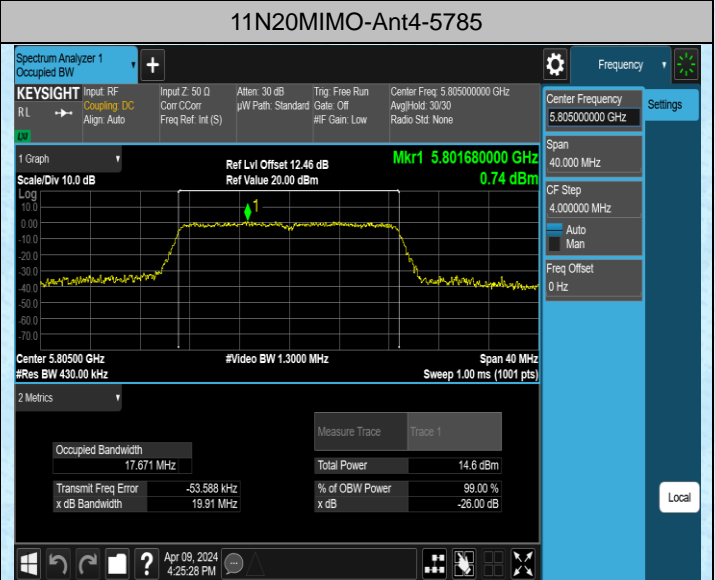 11N20MIMO-Ant4-5785
Spectrum Analyzer 1
Occupied BW
+
Frequency
KEYSIGHT
RL
Input: RF
Coupling: DC
Align: Auto
Input Z: 50 Ω
Corr CCorr
Freq Ref: Int (S)
Atten: 30 dB
µW Path: Standard
Trig: Free Run
Gate: Off
#IF Gain: Low
Center Freq: 5.805000000 GHz
Avg|Hold: 30/30
Radio Std: None
Center Frequency
5.805000000 GHz
Settings
Span
40.000 MHz
CF Step
4.000000 MHz
Auto
Man
Freq Offset
0 Hz
1 Graph
Scale/Div 10.0 dB
Ref Lvl Offset 12.46 dB
Ref Value 20.00 dBm
Mkr1 5.801680000 GHz
0.74 dBm
Log
10.0
0.00
-10.0
-20.0
-30.0
-40.0
-50.0
-60.0
-70.0
1
Center 5.80500 GHz
#Res BW 430.00 kHz
#Video BW 1.3000 MHz
Span 40 MHz
Sweep 1.00 ms (1001 pts)
2 Metrics
Measure Trace Trace 1
Occupied Bandwidth
17.671 MHz
Total Power 14.6 dBm
Transmit Freq Error -53.588 kHz
% of OBW Power 99.00 %
x dB Bandwidth 19.91 MHz
x dB -26.00 dB
Local
?
Apr 09, 2024
4:25:28 PM